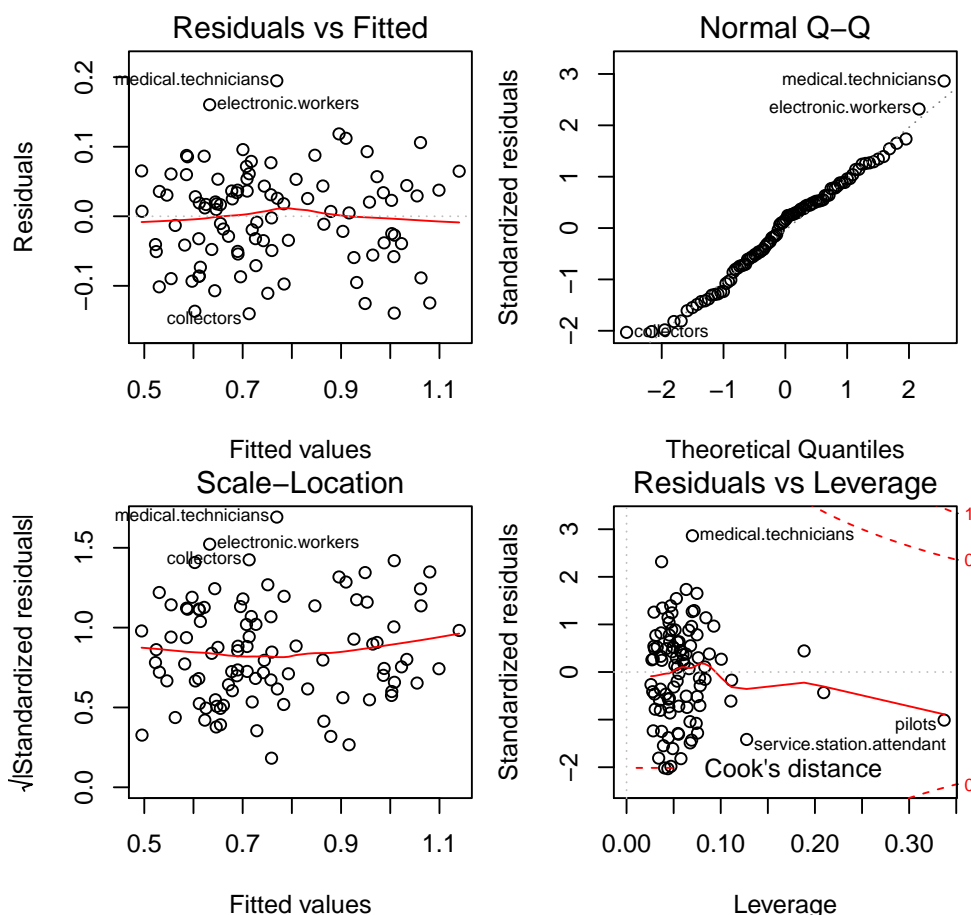 Residuals vs Fitted
Residuals
0.2
0.1
0.0
−0.1
medical.technicians
electronic.workers
collectors
0.5
0.7
0.9
1.1
Fitted values
Normal Q−Q
Standardized residuals
3
2
1
0
−1
−2
medical.technicians
electronic.workers
collectors
−2
−1
0
1
2
Theoretical Quantiles
Scale−Location
√|Standardized residuals|
1.5
1.0
0.5
0.0
medical.technicians
electronic.workers
collectors
0.5
0.7
0.9
1.1
Fitted values
Residuals vs Leverage
Standardized residuals
3
2
1
0
−1
−2
medical.technicians
pilots
service.station.attendant
Cook's distance
1
0
0
0.00
0.10
0.20
0.30
Leverage